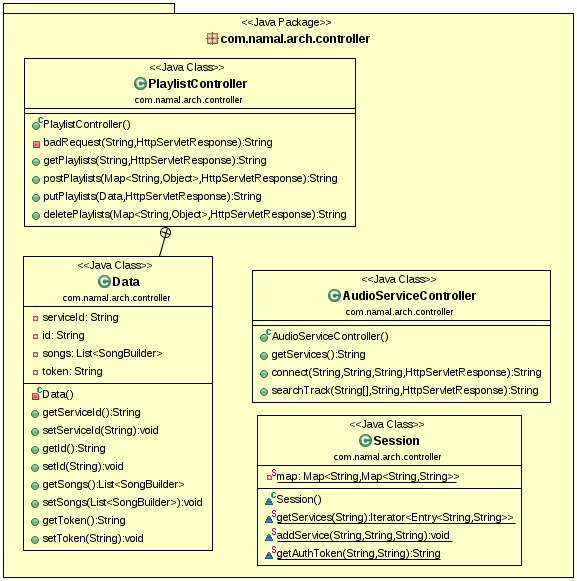 <<Java Package>>
com.namal.arch.controller
<<Java Class>>
PlaylistController
com.namal.arch.controller
PlaylistController()
badRequest(String,HttpServletResponse):String
getPlaylists(String,HttpServletResponse):String
postPlaylists(Map<String,Object>,HttpServletResponse):String
putPlaylists(Data,HttpServletResponse):String
deletePlaylists(Map<String,Object>,HttpServletResponse):String
<<Java Class>>
Data
com.namal.arch.controller
serviceId: String
id: String
songs: List<SongBuilder>
token: String
Data()
getServiceId():String
setServiceId(String):void
getId():String
setId(String):void
getSongs():List<SongBuilder>
setSongs(List<SongBuilder>):void
getToken():String
setToken(String):void
<<Java Class>>
AudioServiceController
com.namal.arch.controller
AudioServiceController()
getServices():String
connect(String,String,String,HttpServletResponse):String
searchTrack(String[],String,HttpServletResponse):String
<<Java Class>>
Session
com.namal.arch.controller
map: Map<String,Map<String,String>>
Session()
getServices(String):Iterator<Entry<String,String>>
addService(String,String,String):void
getAuthToken(String,String):String